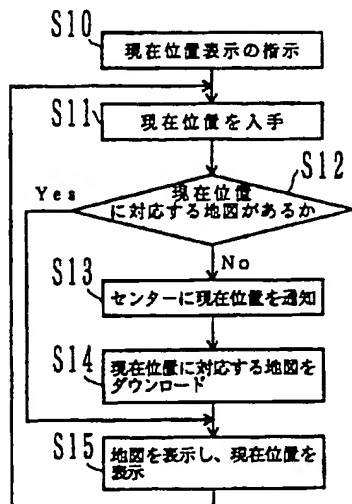 S10
現在位置表示の指示
S11
現在位置を入手
S12
現在位置
に対応する地図があるか
Yes
No
S13
センターに現在位置を通知
S14
現在位置に対応する地図を
ダウンロード
S15
地図を表示し、現在位置を
表示